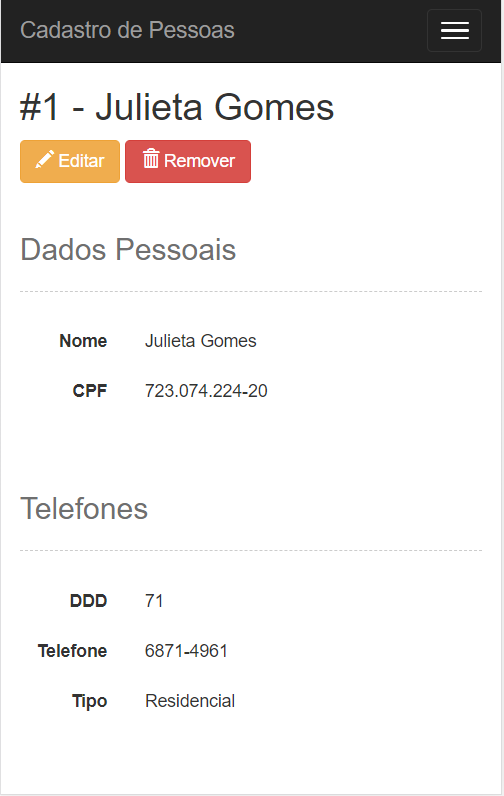 Cadastro de Pessoas
#1 - Julieta Gomes
Editar Remover
Dados Pessoais
Nome Julieta Gomes
CPF 723.074.224-20
Telefones
DDD 71
Telefone 6871-4961
Tipo Residencial